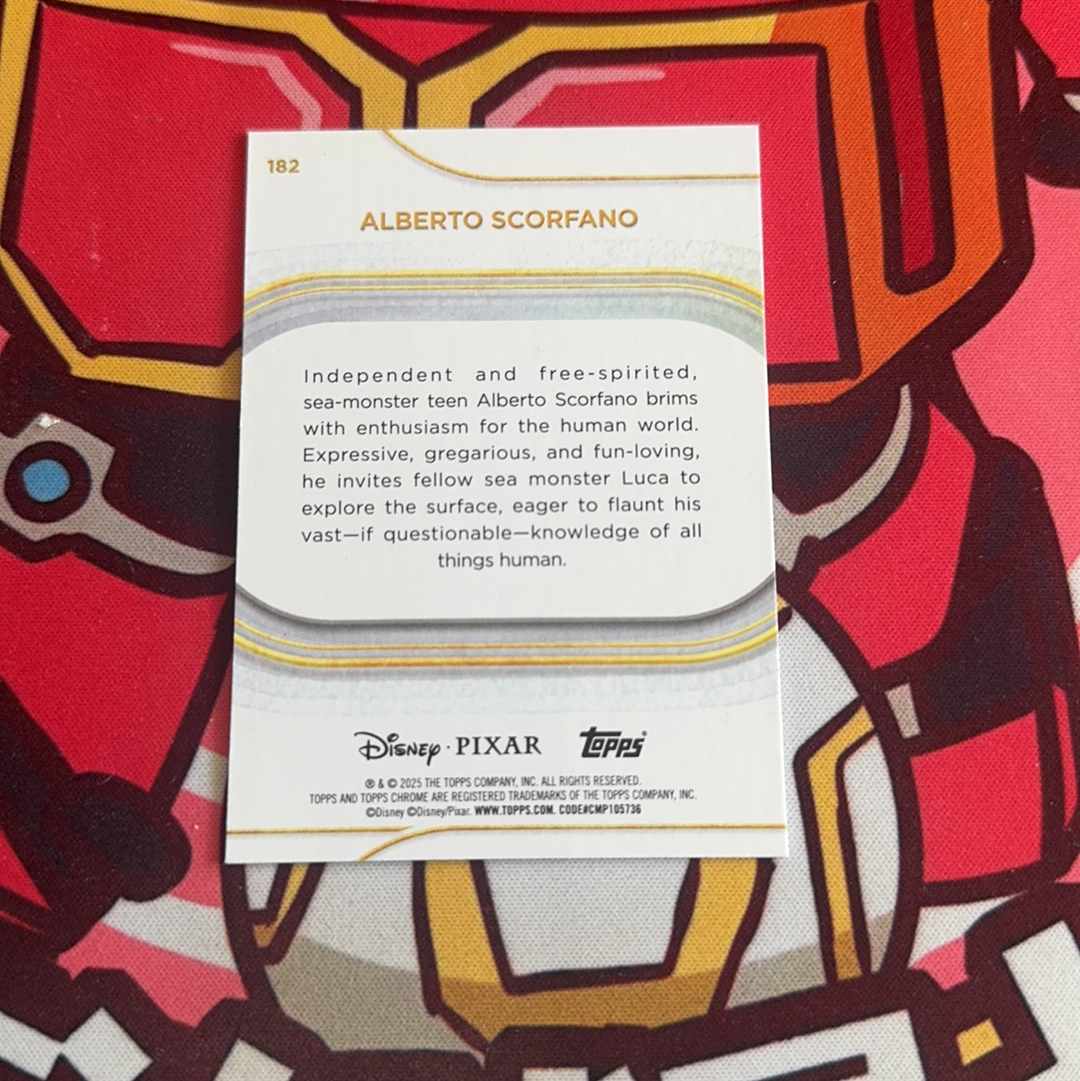 182
ALBERTO SCORFANO
Independent and free-spirited,
sea-monster teen Alberto Scorfano brims
with enthusiasm for the human world.
Expressive, gregarious, and fun-loving,
he invites fellow sea monster Luca to
explore the surface, eager to flaunt his
vast—if questionable—knowledge of all
things human.
Disney · PIXAR topps
® & © 2025 THE TOPPS COMPANY, INC. ALL RIGHTS RESERVED.
TOPPS AND TOPPS CHROME ARE REGISTERED TRADEMARKS OF THE TOPPS COMPANY, INC.
©Disney ©Disney/Pixar. WWW.TOPPS.COM. CODE#CMP105736